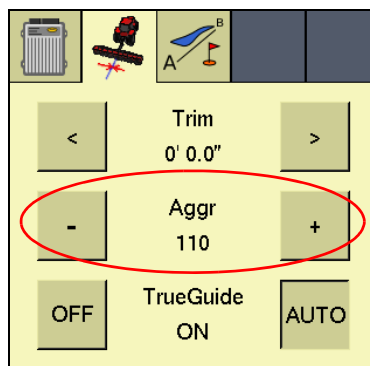 A B
< Trim >
0' 0.0"
- Aggr +
110
OFF TrueGuide AUTO
ON